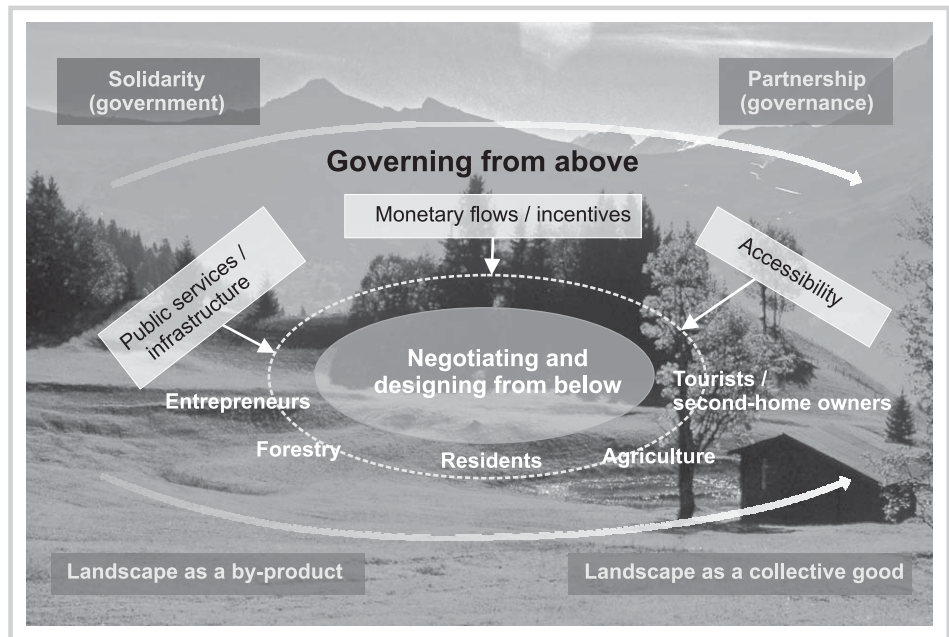 Solidarity
(government)
Partnership
(governance)
Governing from above
Monetary flows / incentives
Public services /
infrastructure
Accessibility
Negotiating and
designing from below
Entrepreneurs
Tourists /
second-home owners
Forestry
Residents
Agriculture
Landscape as a by-product
Landscape as a collective good